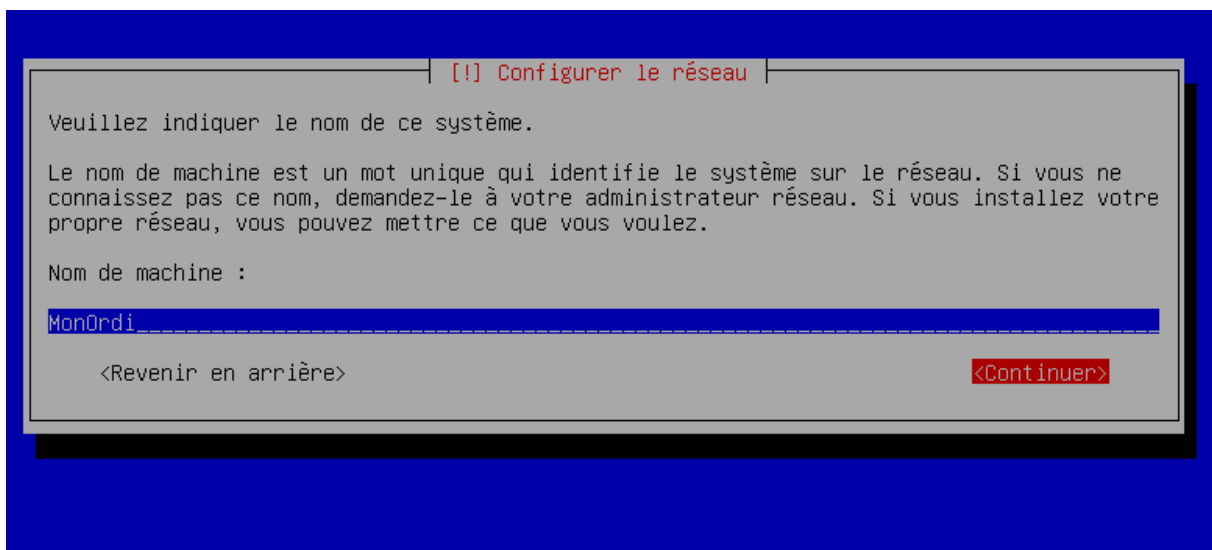 [!] Configurer le réseau
Veuillez indiquer le nom de ce système.
Le nom de machine est un mot unique qui identifie le système sur le réseau. Si vous ne
connaissez pas ce nom, demandez-le à votre administrateur réseau. Si vous installez votre
propre réseau, vous pouvez mettre ce que vous voulez.
Nom de machine :
MonOrdi
<Revenir en arrière> <Continuer>